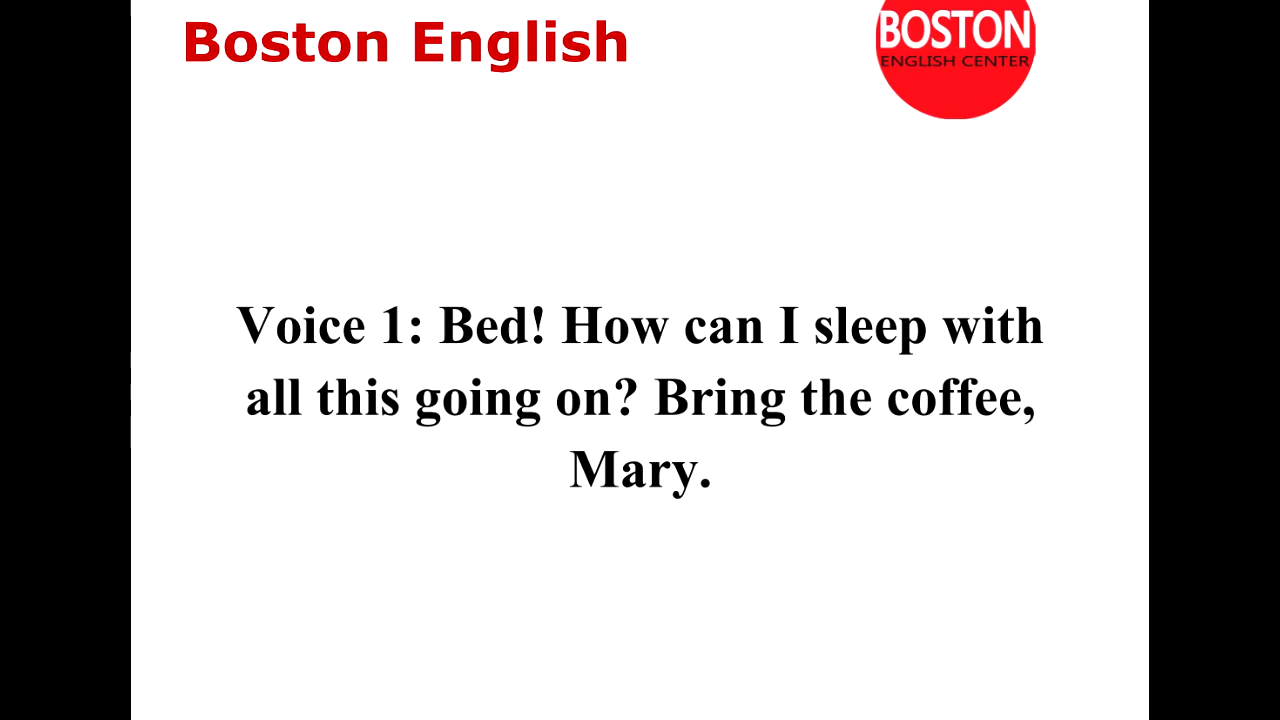 Boston English
BOSTON
ENGLISH CENTER
Voice 1: Bed! How can I sleep with
all this going on? Bring the coffee,
Mary.